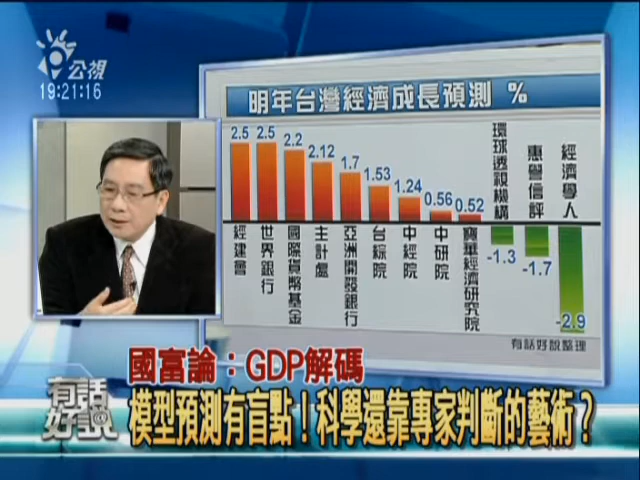 公視
19:21:16
明年台灣經濟成長預測 %
2.5
2.5
2.2
2.12
1.7
1.53
1.24
0.56
0.52
經建會
世界銀行
國際貨幣基金
主計處
亞洲開發銀行
台綜院
中經院
中研院
寶華經濟研究院
環球透視機構
惠譽信評
經濟學人
-1.3
-1.7
-2.9
有話好說整理
國富論：GDP解碼
有話好說
模型預測有盲點！科學還靠專家判斷的藝術？